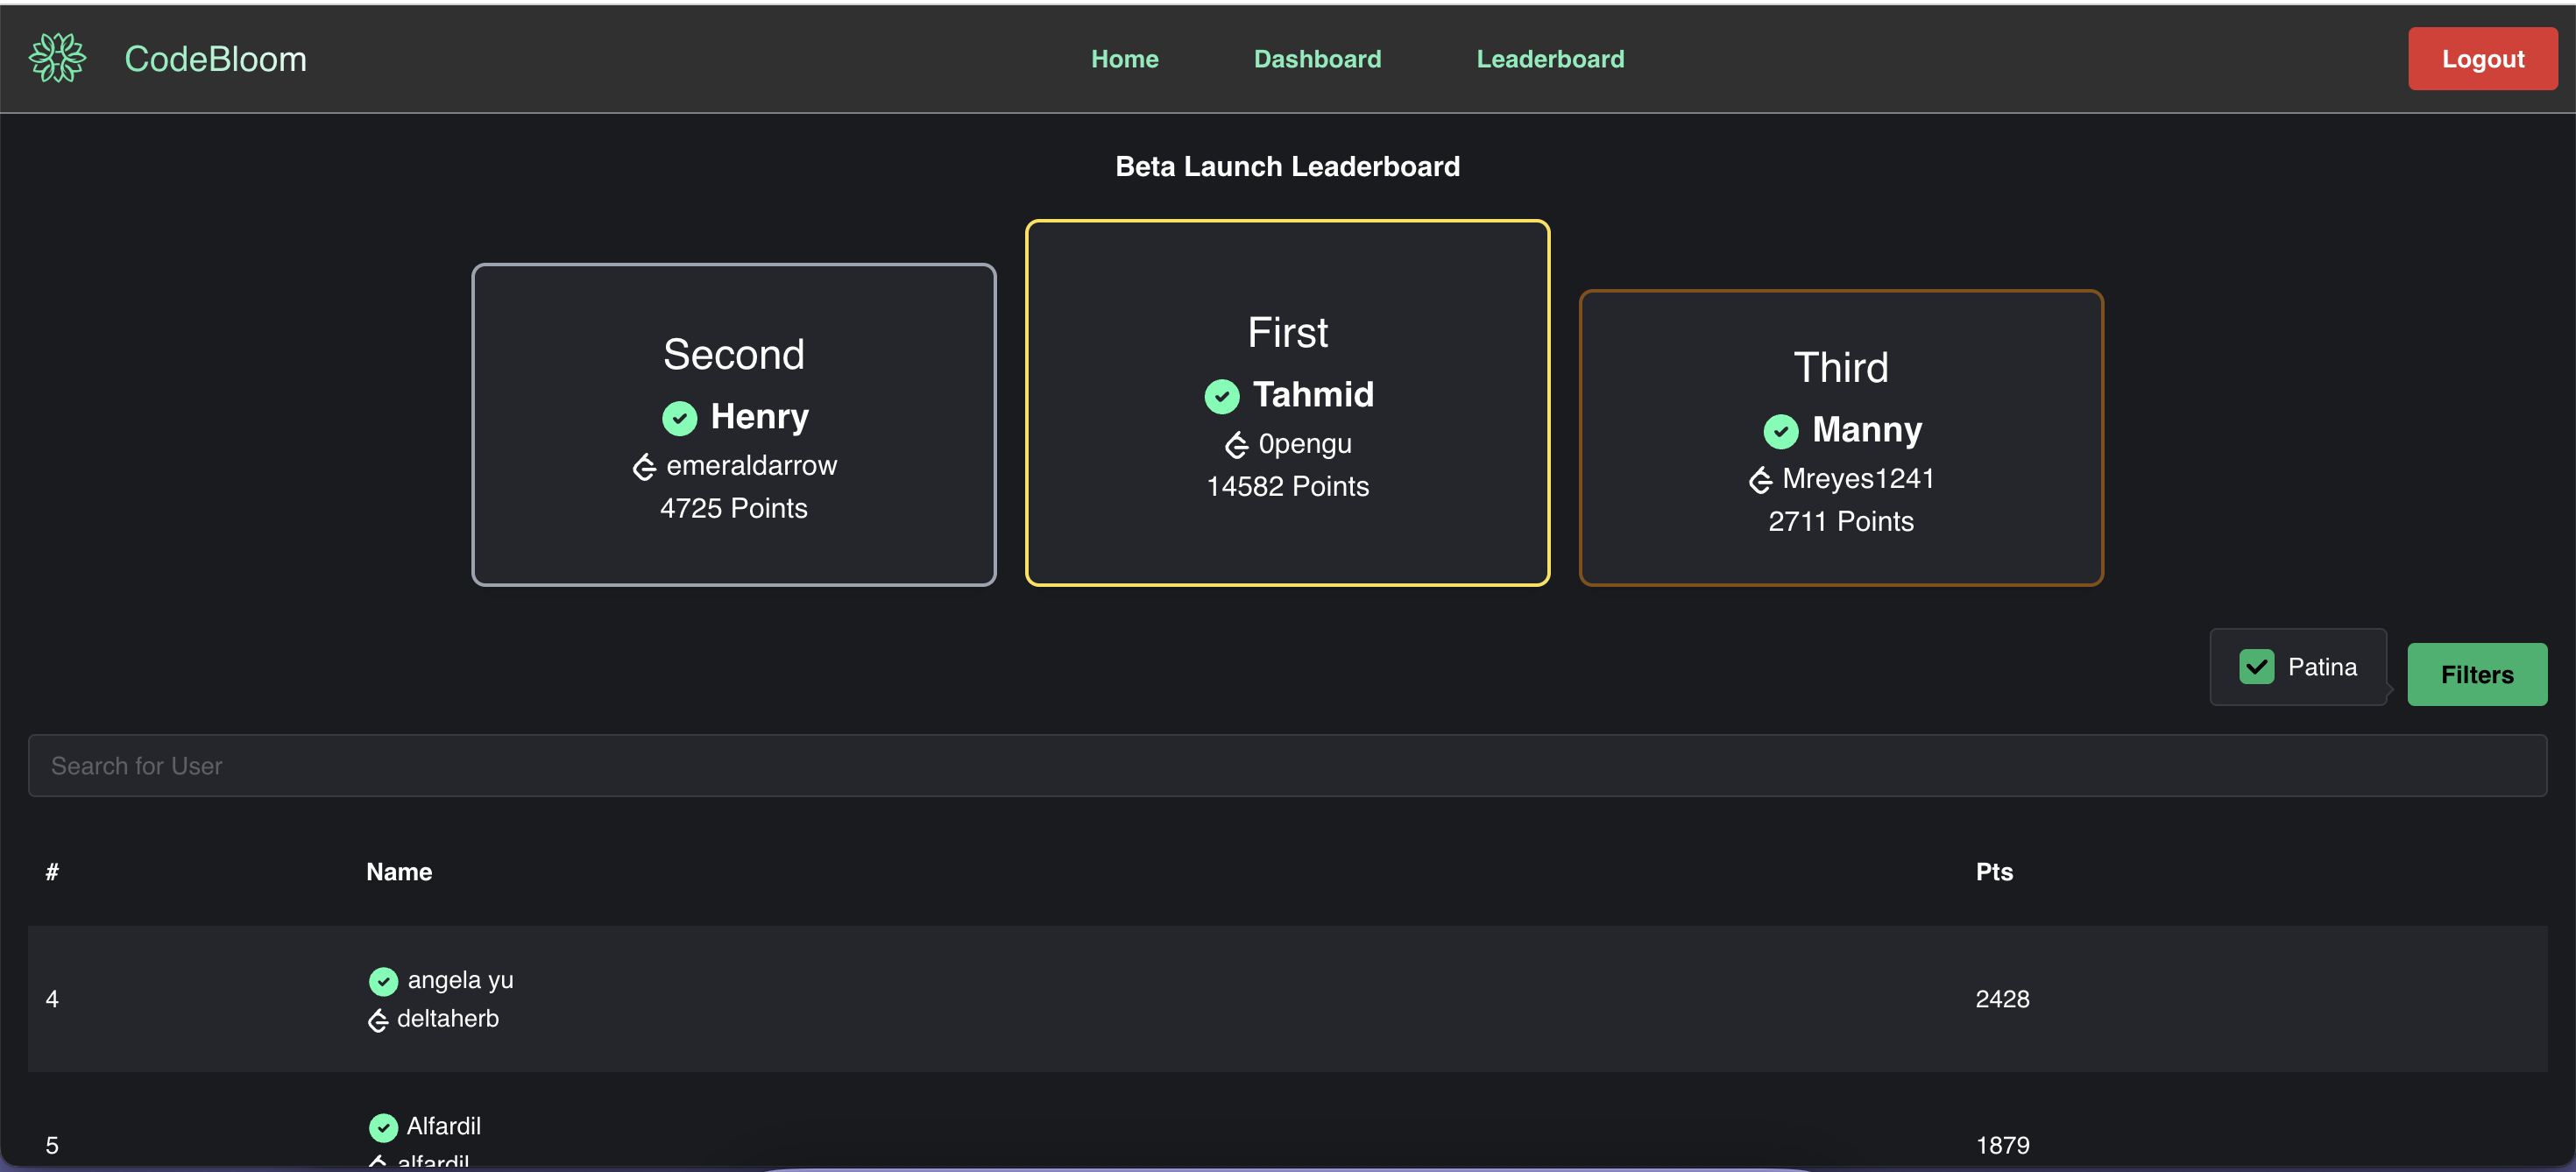 CodeBloom
Home Dashboard Leaderboard
Logout
Beta Launch Leaderboard
Second
Henry
emeraldarrow
4725 Points
First
Tahmid
0pengu
14582 Points
Third
Manny
Mreyes1241
2711 Points
Patina
Filters
Search for User
# Name Pts
4 angela yu 2428
deltaherb
5 Alfardil 1879
alfardil